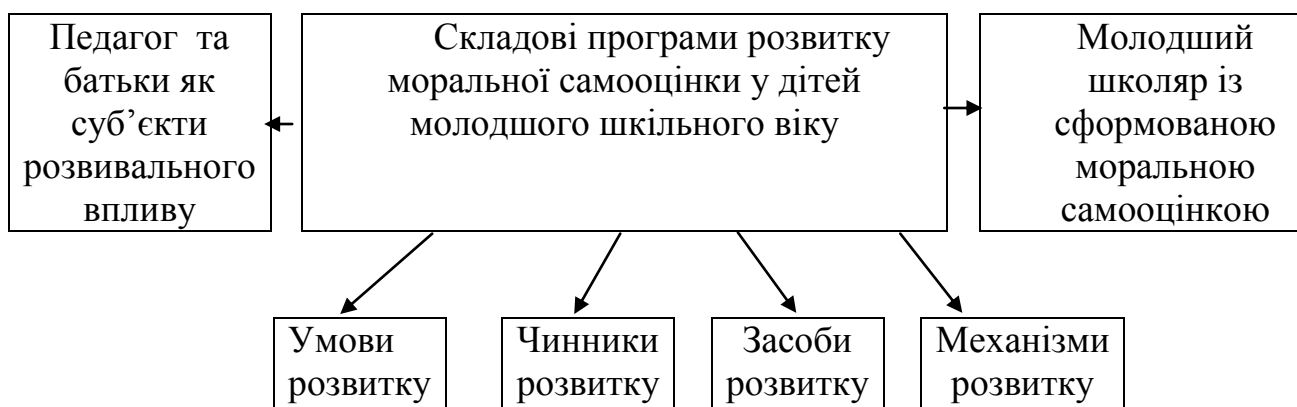 Педагог та
батьки як
суб’єкти
розвивального
впливу
Складові програми розвитку
моральної самооцінки у дітей
молодшого шкільного віку
Молодший
школяр із
сформованою
моральною
самооцінкою
Умови
розвитку
Чинники
розвитку
Засоби
розвитку
Механізми
розвитку